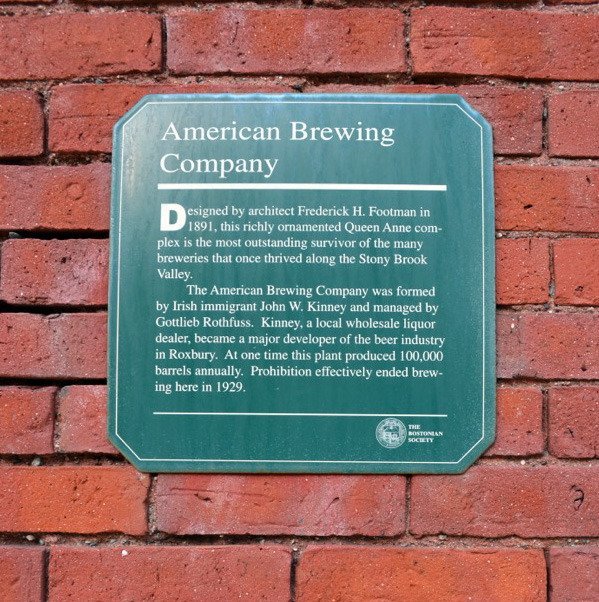 American Brewing
Company
Designed by architect Frederick H. Footman in
1891, this richly ornamented Queen Anne com-
plex is the most outstanding survivor of the many
breweries that once thrived along the Stony Brook
Valley.
The American Brewing Company was formed
by Irish immigrant John W. Kinney and managed by
Gottlieb Rothfuss. Kinney, a local wholesale liquor
dealer, became a major developer of the beer industry
in Roxbury. At one time this plant produced 100,000
barrels annually. Prohibition effectively ended brew-
ing here in 1929.
THE
BOSTONIAN
SOCIETY